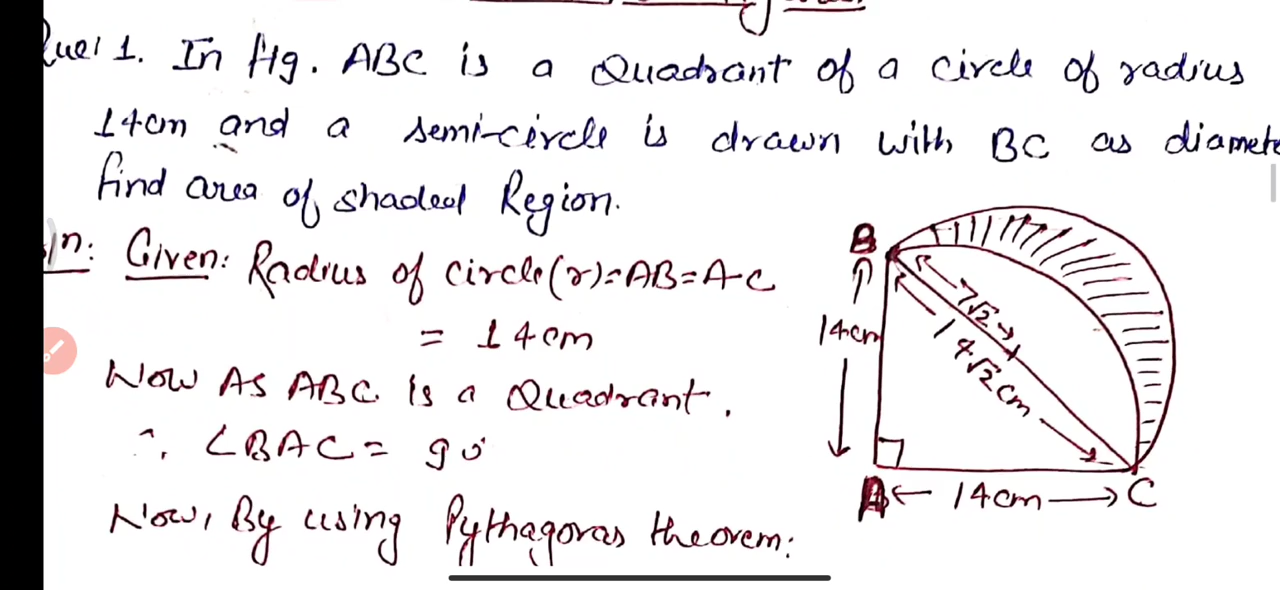 Que! 1. In fig. ABC is a Quadrant of a circle of radius
14cm and a semi-circle is drawn with BC as diamete
find area of shaded Region.
Given: Radius of circle(r)=AB=AC
= 14cm
Now As ABC is a Quadrant.
∴ ∠BAC = 90°
Now, By using Pythagoras theorem:
B
14cm
7√2
14√2 cm
A ← 14cm → C